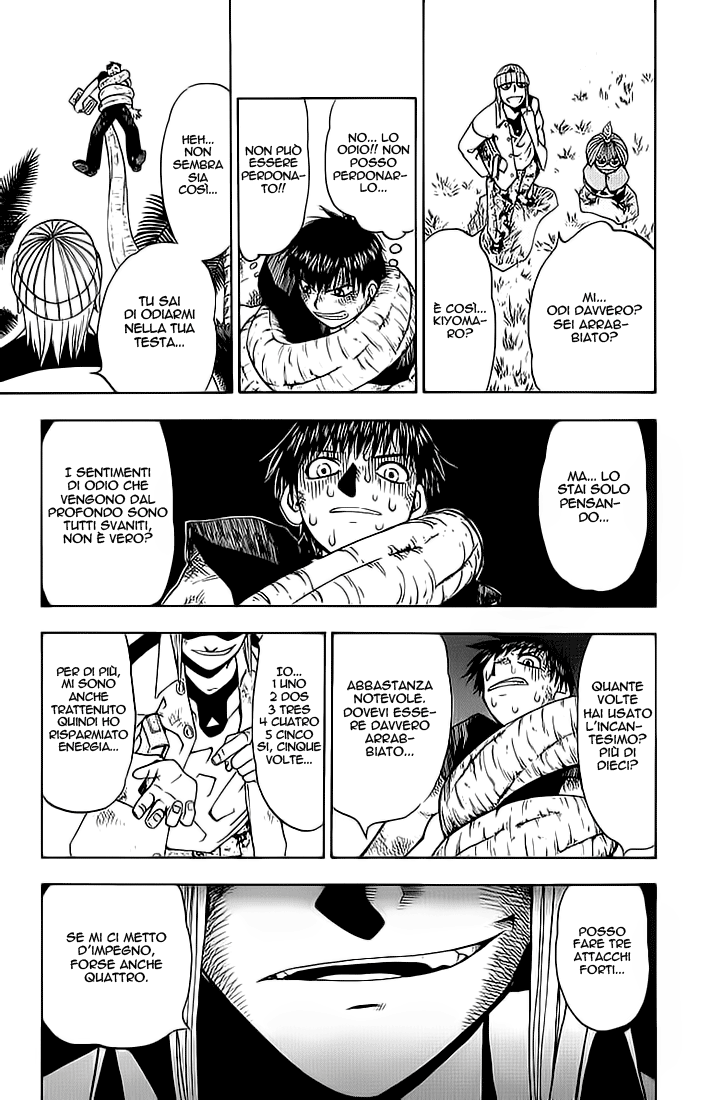 MI...
ODI DAVVERO?
SEI ARRAB-
BIATO?
È COSÌ...
KIYOMA-
RO?
NO... LO
ODIO!! NON
POSSO
PERDONAR-
LO...
NON PUÒ
ESSERE
PERDONA-
TO!!
HEH...
NON
SEMBRA
SIA
COSÌ...
TU SAI
DI ODIARMI
NELLA TUA
TESTA...
MA... LO
STAI SOLO
PENSAN-
DO...
I SENTIMENTI
DI ODIO CHE
VENGONO DAL
PROFONDO SONO
TUTTI SVANITI,
NON È VERO?
QUANTE
VOLTE
HAI USATO
L'INCAN-
TESIMO?
PIÙ DI
DIECI?
ABBASTANZA
NOTEVOLE.
DOVEVI ESSE-
RE DAVVERO
ARRAB-
BIATO...
IO...
1 UNO
2 DOS
3 TRES
4 CUATRO
5 CINCO
SI, CINQUE
VOLTE...
PER DI PIÙ,
MI SONO
ANCHE
TRATTENUTO
QUINDI HO
RISPARMIATO
ENERGIA...
POSSO
FARE TRE
ATTACCHI
FORTI...
SE MI CI METTO
D'IMPEGNO,
FORSE ANCHE
QUATTRO.